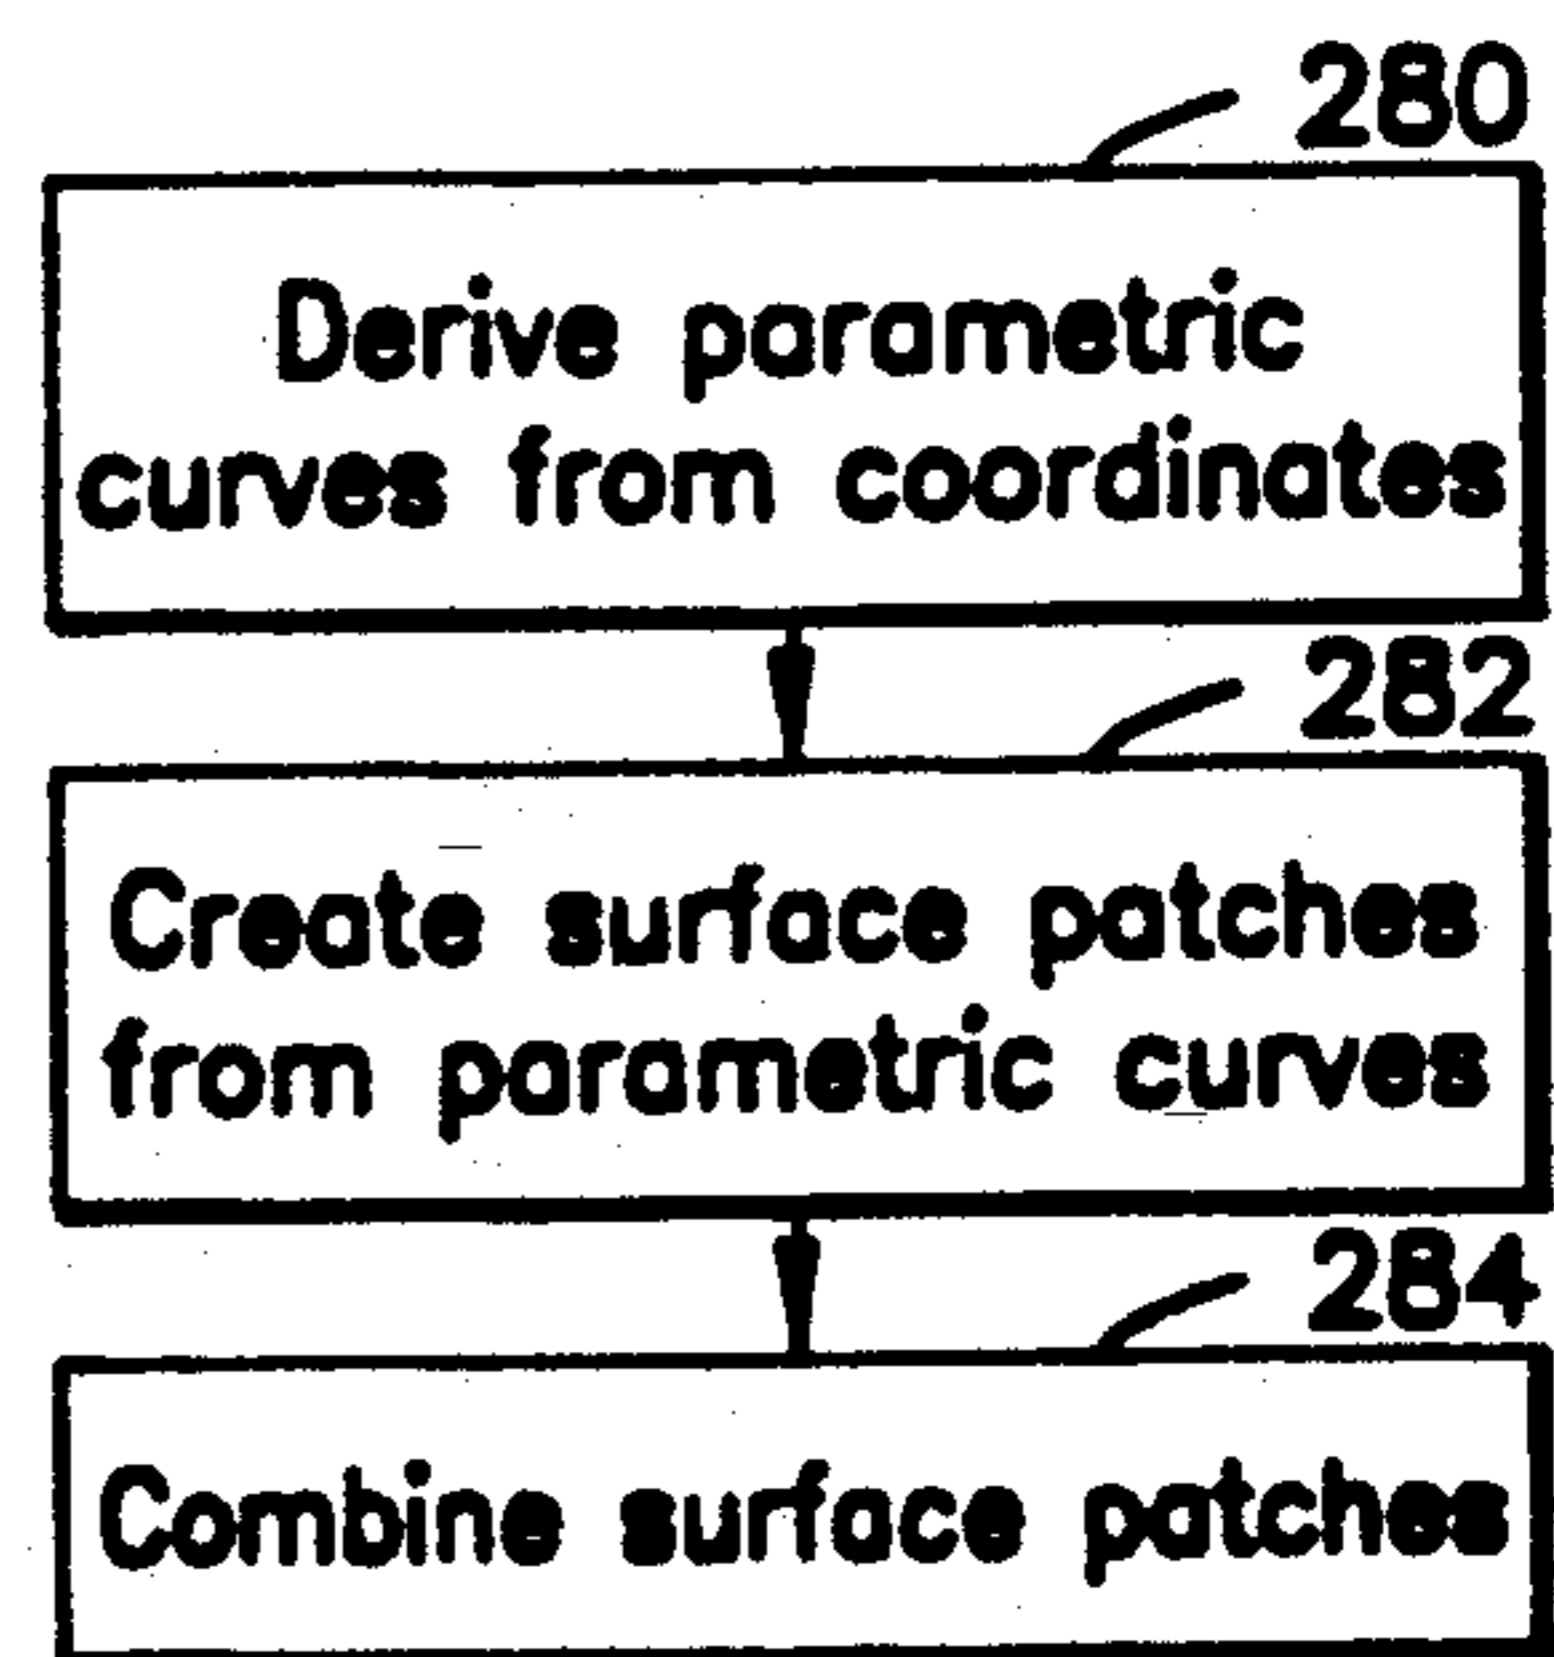 280
Derive parametric
curves from coordinates
282
Create surface patches
from parametric curves
284
Combine surface patches